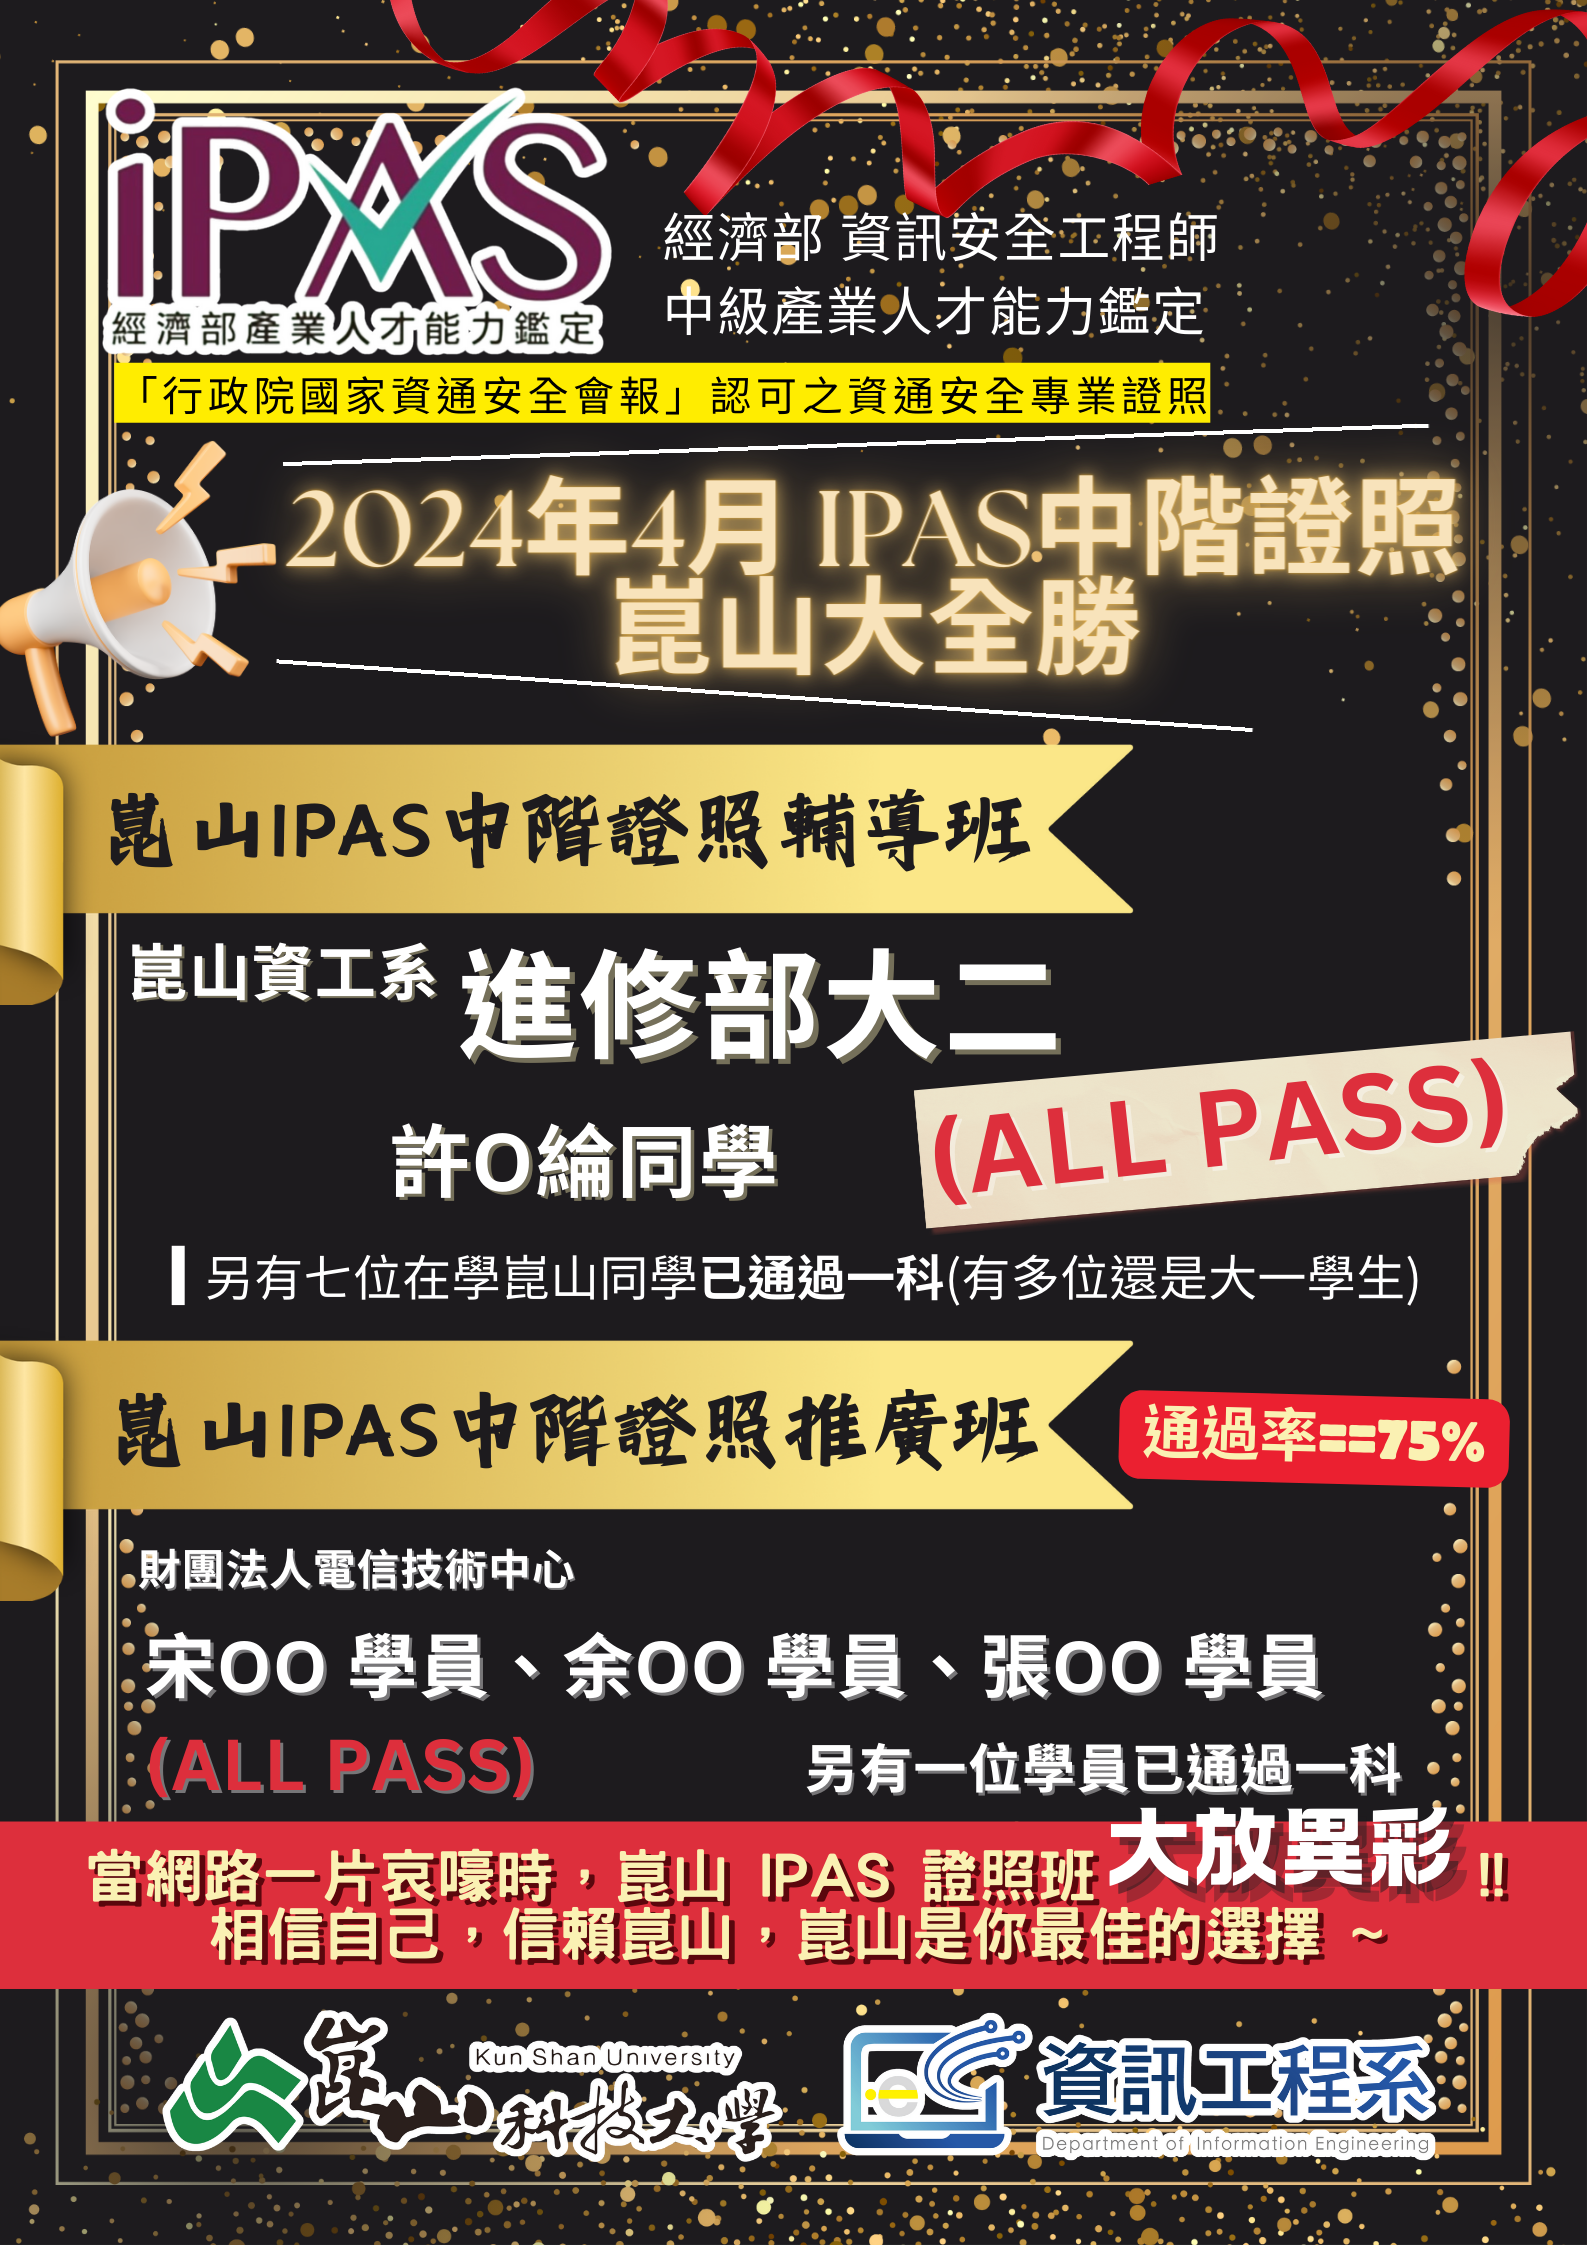 iPAS
經濟部產業人才能力鑑定
經濟部 資訊安全工程師
中級產業人才能力鑑定
「行政院國家資通安全會報」認可之資通安全專業證照
2024年4月 IPAS中階證照
崑山大全勝
崑山IPAS中階證照輔導班
崑山資工系 進修部大二
許O綸同學
(ALL PASS)
另有七位在學崑山同學已通過一科(有多位還是大一學生)
崑山IPAS中階證照推廣班
通過率==75%
財團法人電信技術中心
宋OO 學員、余OO 學員、張OO 學員
(ALL PASS)
另有一位學員已通過一科
當網路一片哀嚎時，崑山 IPAS 證照班大放異彩 !!
相信自己，信賴崑山，崑山是你最佳的選擇 ~
崑山科技大學
Kun Shan University
資訊工程系
Department of Information Engineering